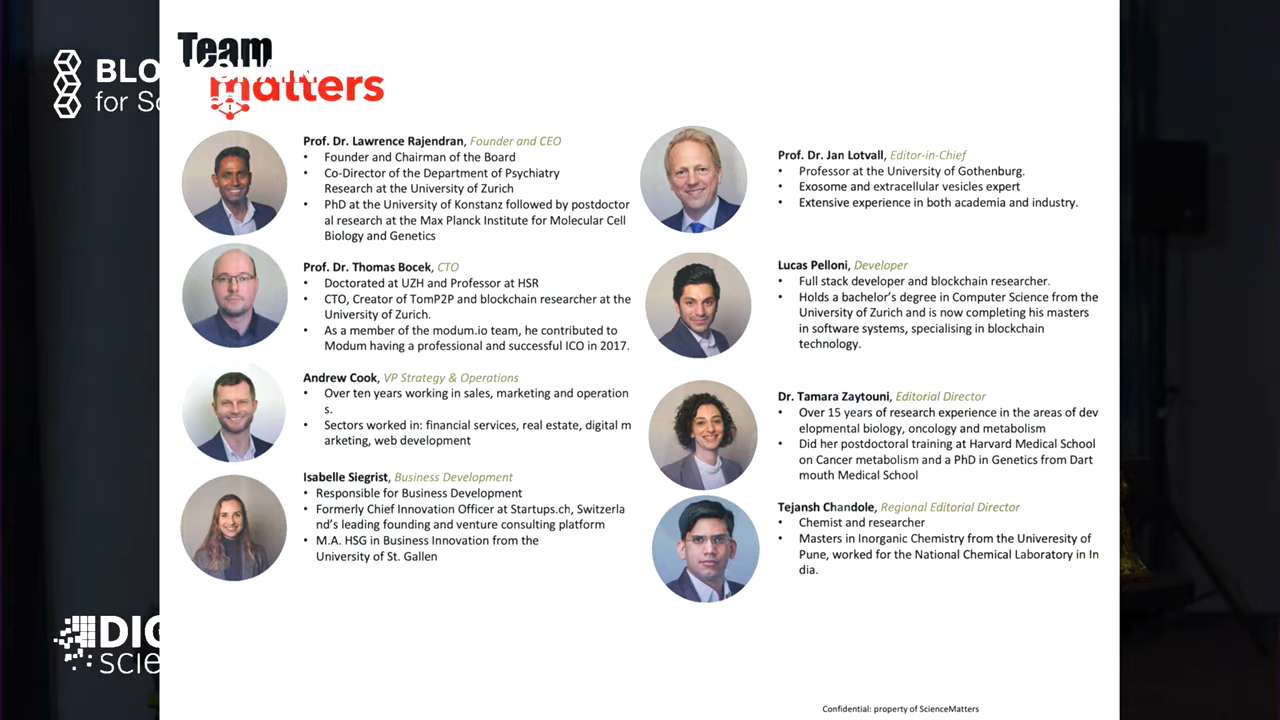 Team
matters
BLOCKCHAIN
for Sc
Prof. Dr. Lawrence Rajendran, Founder and CEO
• Founder and Chairman of the Board
• Co-Director of the Department of Psychiatry
Research at the University of Zurich
• PhD at the University of Konstanz followed by postdoctor
al research at the Max Planck Institute for Molecular Cell
Biology and Genetics
Prof. Dr. Thomas Bocek, CTO
• Doctorated at UZH and Professor at HSR
• CTO, Creator of TomP2P and blockchain researcher at the
University of Zurich.
• As a member of the modum.io team, he contributed to
Modum having a professional and successful ICO in 2017.
Andrew Cook, VP Strategy & Operations
• Over ten years working in sales, marketing and operation
s.
• Sectors worked in: financial services, real estate, digital m
arketing, web development
Isabelle Siegrist, Business Development
• Responsible for Business Development
• Formerly Chief Innovation Officer at Startups.ch, Switzerla
nd’s leading founding and venture consulting platform
• M.A. HSG in Business Innovation from the
University of St. Gallen
Prof. Dr. Jan Lotvall, Editor-in-Chief
• Professor at the University of Gothenburg.
• Exosome and extracellular vesicles expert
• Extensive experience in both academia and industry.
Lucas Pelloni, Developer
• Full stack developer and blockchain researcher.
• Holds a bachelor’s degree in Computer Science from the
University of Zurich and is now completing his masters
in software systems, specialising in blockchain
technology.
Dr. Tamara Zaytouni, Editorial Director
• Over 15 years of research experience in the areas of dev
elopmental biology, oncology and metabolism
• Did her postdoctoral training at Harvard Medical School
on Cancer metabolism and a PhD in Genetics from Dart
mouth Medical School
Tejansh Chandole, Regional Editorial Director
• Chemist and researcher
• Masters in Inorganic Chemistry from the Univeresity of
Pune, worked for the National Chemical Laboratory in In
dia.
DIG
scie
Confidential: property of ScienceMatters